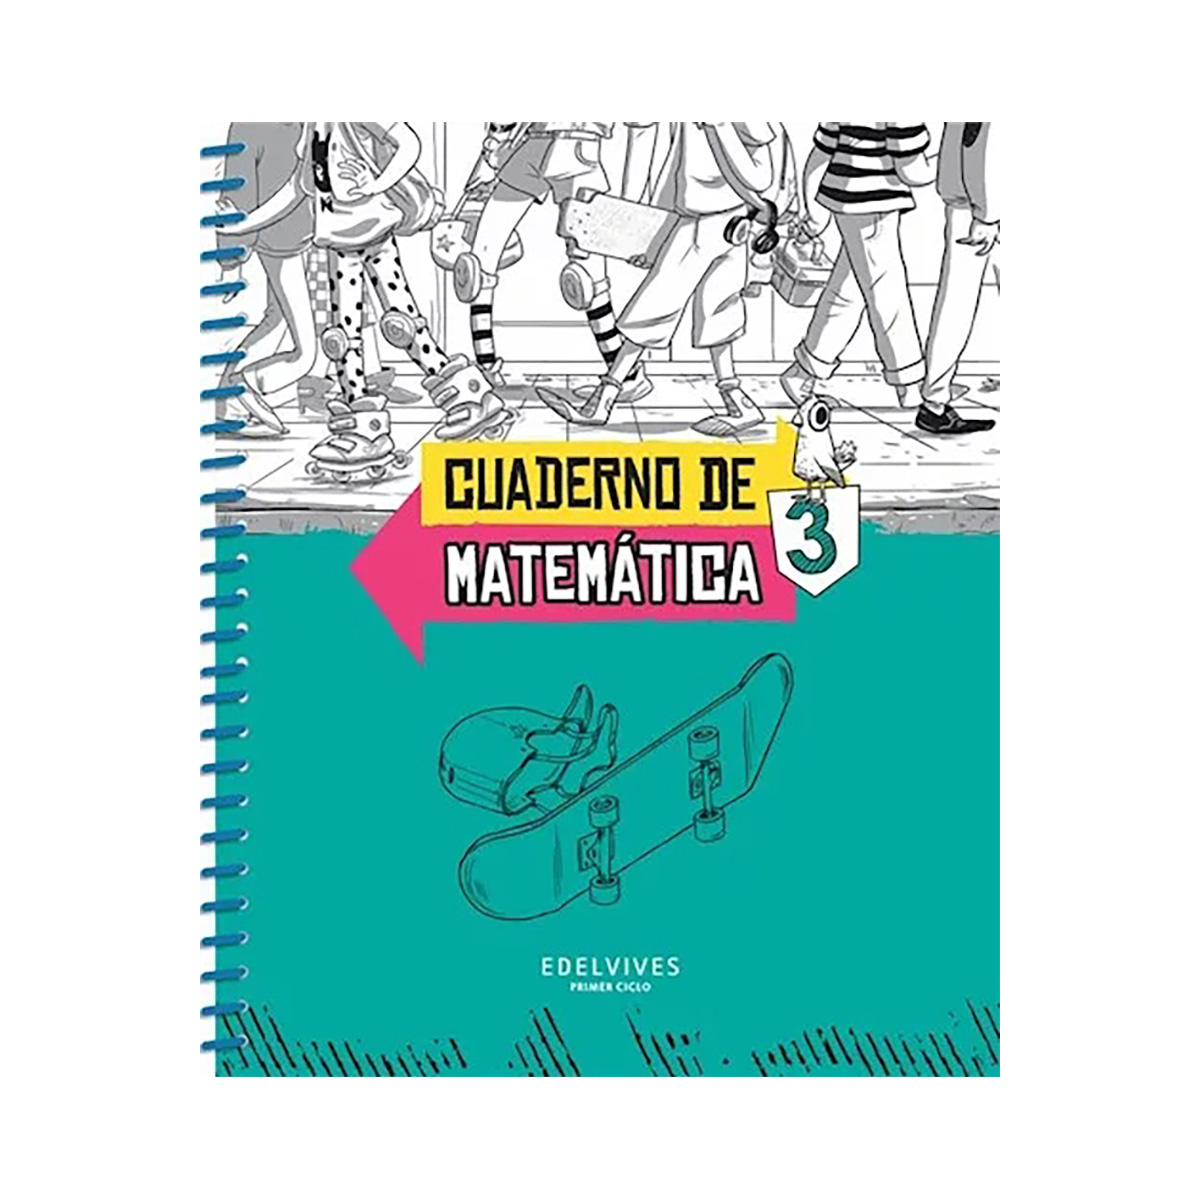 CUADERNO DE
3
MATEMÁTICA
EDELVIVES
PRIMER CICLO